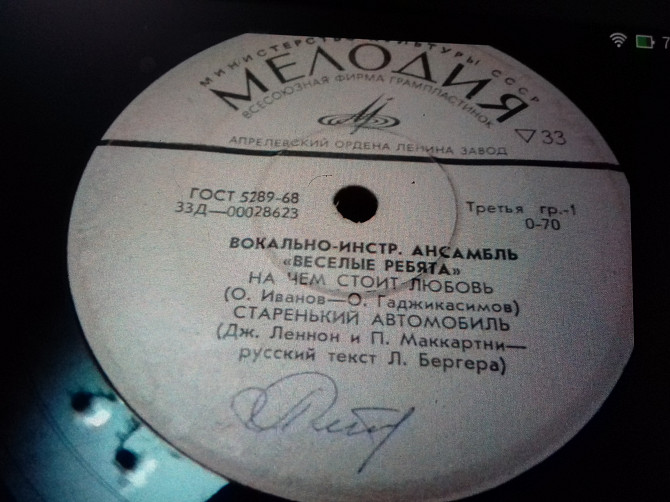 МИНИСТЕРСТВО КУЛЬТУРЫ СССР
МЕЛОДИЯ
ВСЕСОЮЗНАЯ ФИРМА ГРАМПЛАСТИНОК
33
АПРЕЛЕВСКИЙ ОРДЕНА ЛЕНИНА ЗАВОД
ГОСТ 5289-68
33Д—00028623
Третья гр.-1
0-70
ВОКАЛЬНО-ИНСТР. АНСАМБЛЬ
«ВЕСЕЛЫЕ РЕБЯТА»
НА ЧЕМ СТОИТ ЛЮБОВЬ
(О. Иванов—О. Гаджикасимов)
СТАРЕНЬКИЙ АВТОМОБИЛЬ
(Дж. Леннон и П. Маккартни—
русский текст Л. Бергера)